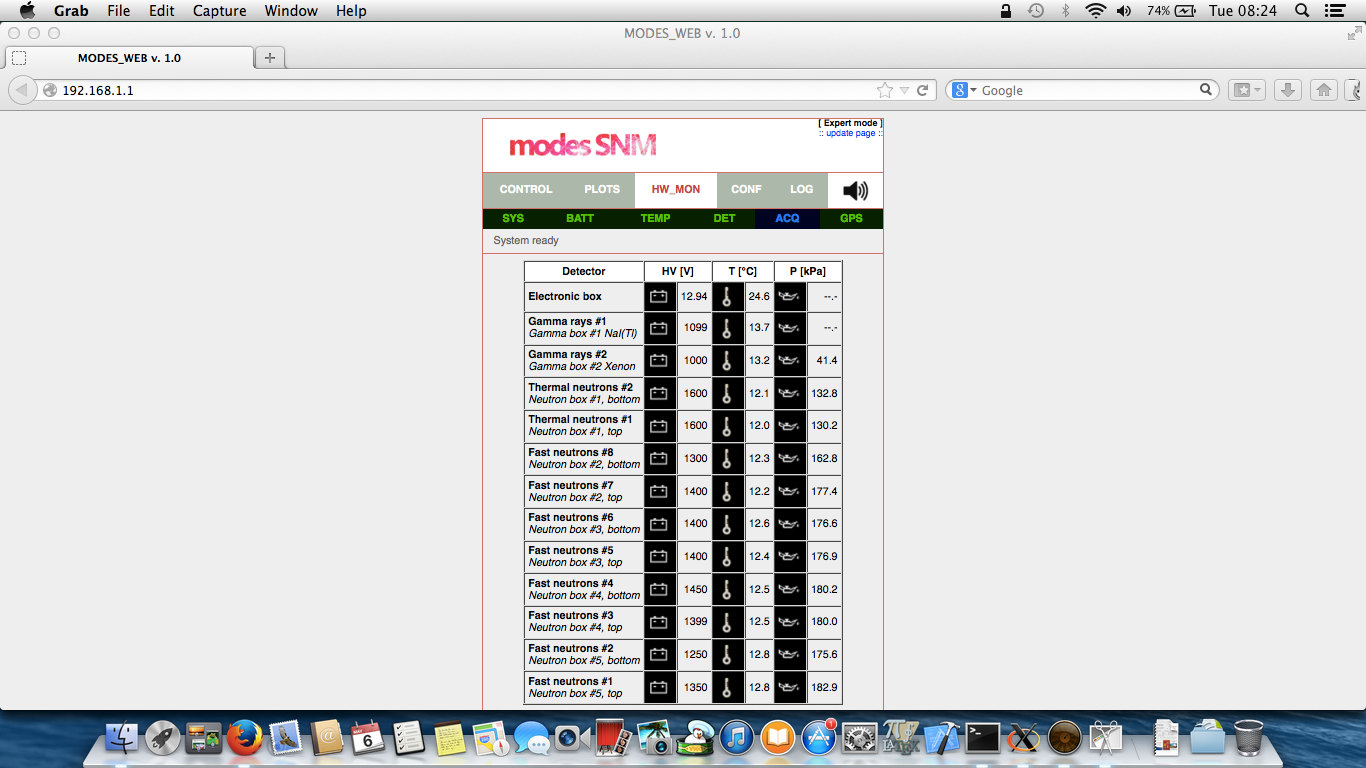 Grab File Edit Capture Window Help 74% Tue 08:24
MODES_WEB v. 1.0
MODES_WEB v. 1.0
192.168.1.1 Google
[ Expert mode ]
:: update page ::
modes SNM
CONTROL PLOTS HW_MON CONF LOG
SYS BATT TEMP DET ACQ GPS
System ready
Detector HV [V] T [°C] P [kPa]
Electronic box 12.94 24.6 --.-
Gamma rays #1
Gamma box #1 NaI(Tl) 1099 13.7 --.-
Gamma rays #2
Gamma box #2 Xenon 1000 13.2 41.4
Thermal neutrons #2
Neutron box #1, bottom 1600 12.1 132.8
Thermal neutrons #1
Neutron box #1, top 1600 12.0 130.2
Fast neutrons #8
Neutron box #2, bottom 1300 12.3 162.8
Fast neutrons #7
Neutron box #2, top 1400 12.2 177.4
Fast neutrons #6
Neutron box #3, bottom 1400 12.6 176.6
Fast neutrons #5
Neutron box #3, top 1400 12.4 176.9
Fast neutrons #4
Neutron box #4, bottom 1450 12.5 180.2
Fast neutrons #3
Neutron box #4, top 1399 12.5 180.0
Fast neutrons #2
Neutron box #5, bottom 1250 12.8 175.6
Fast neutrons #1
Neutron box #5, top 1350 12.8 182.9
MAY
6
1